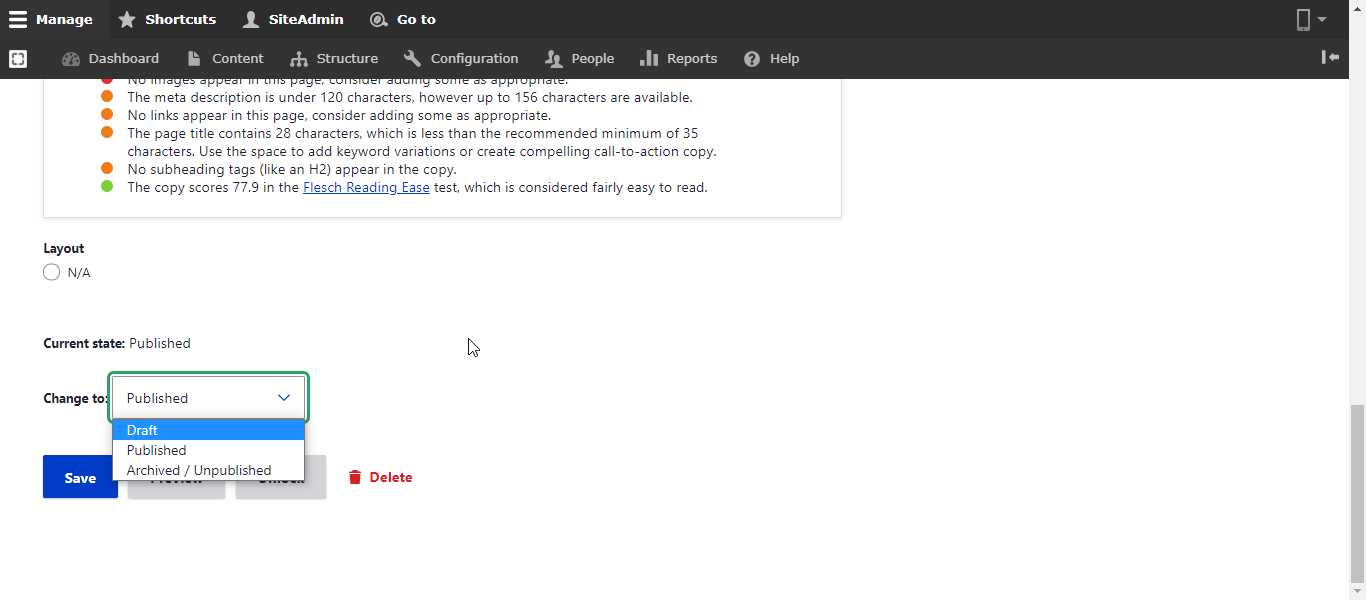 Manage Shortcuts SiteAdmin Go to
Dashboard Content Structure Configuration People Reports Help
No images appear in this page, consider adding some as appropriate.
The meta description is under 120 characters, however up to 156 characters are available.
No links appear in this page, consider adding some as appropriate.
The page title contains 28 characters, which is less than the recommended minimum of 35
characters. Use the space to add keyword variations or create compelling call-to-action copy.
No subheading tags (like an H2) appear in the copy.
The copy scores 77.9 in the Flesch Reading Ease test, which is considered fairly easy to read.
Layout
N/A
Current state: Published
Change to: Published
Draft
Published
Archived / Unpublished
Save Preview Unlock Delete